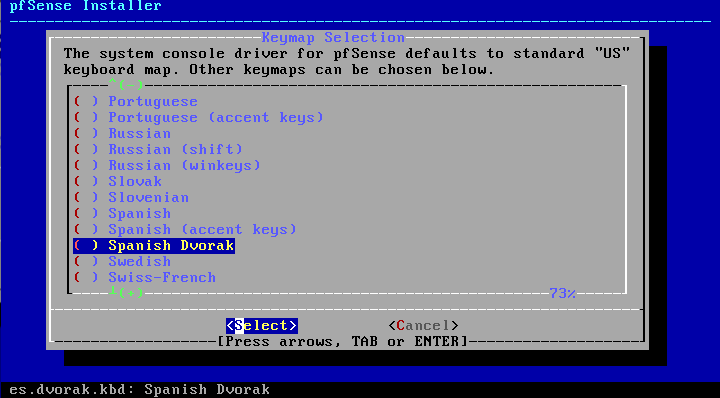 pfSense Installer
Keymap Selection
The system console driver for pfSense defaults to standard "US"
keyboard map. Other keymaps can be chosen below.
^(-)
( ) Portuguese
( ) Portuguese (accent keys)
( ) Russian
( ) Russian (shift)
( ) Russian (winkeys)
( ) Slovak
( ) Slovenian
( ) Spanish
( ) Spanish (accent keys)
( ) Spanish Dvorak
( ) Swedish
( ) Swiss-French
(+) 73%
<Select> <Cancel>
[Press arrows, TAB or ENTER]
es.dvorak.kbd: Spanish Dvorak